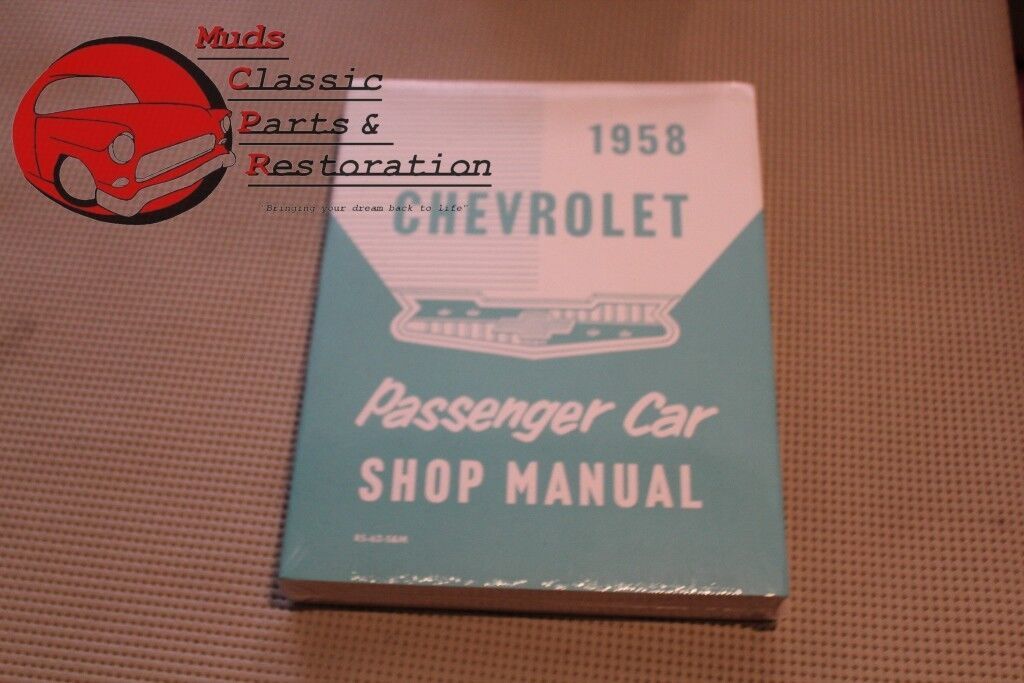 Muds
Classic
Parts &
Restoration
"Bringing your dream back to life"
1958
CHEVROLET
Passenger Car
SHOP MANUAL